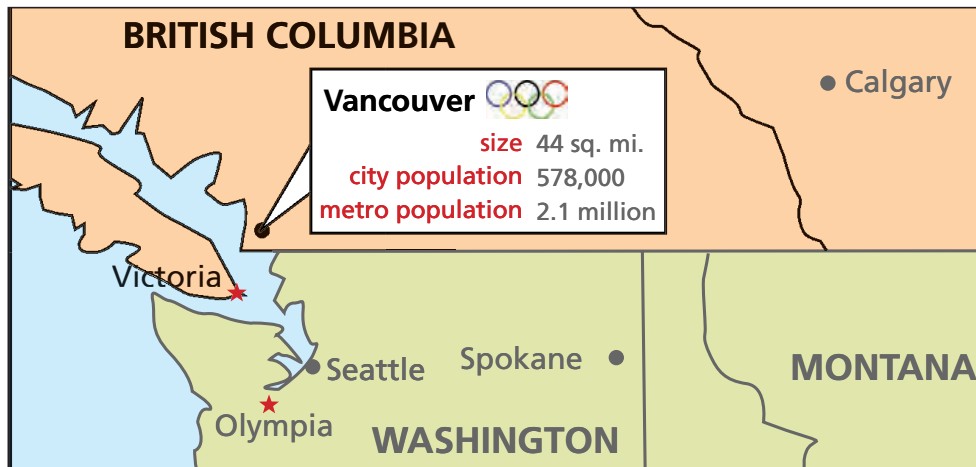 BRITISH COLUMBIA
Calgary
Vancouver
size 44 sq. mi.
city population 578,000
metro population 2.1 million
Victoria
Seattle
Spokane
MONTANA
Olympia
WASHINGTON